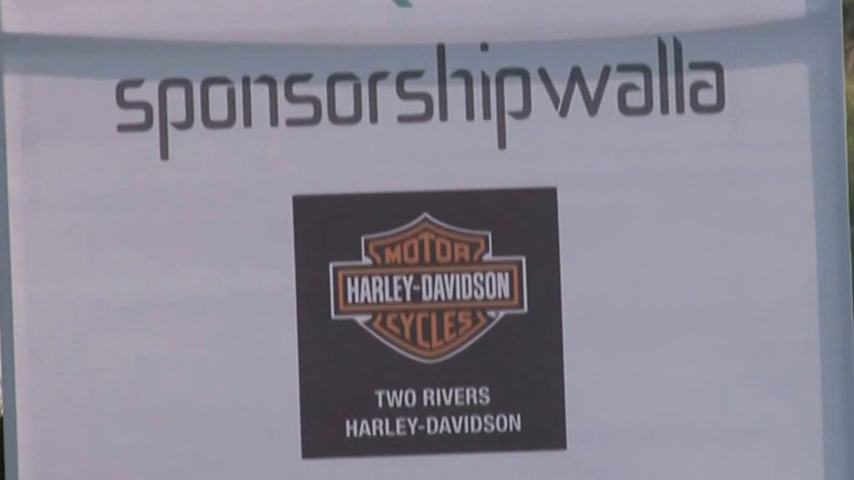 sponsorshipwalla
MOTOR
HARLEY-DAVIDSON
CYCLES
TWO RIVERS
HARLEY-DAVIDSON